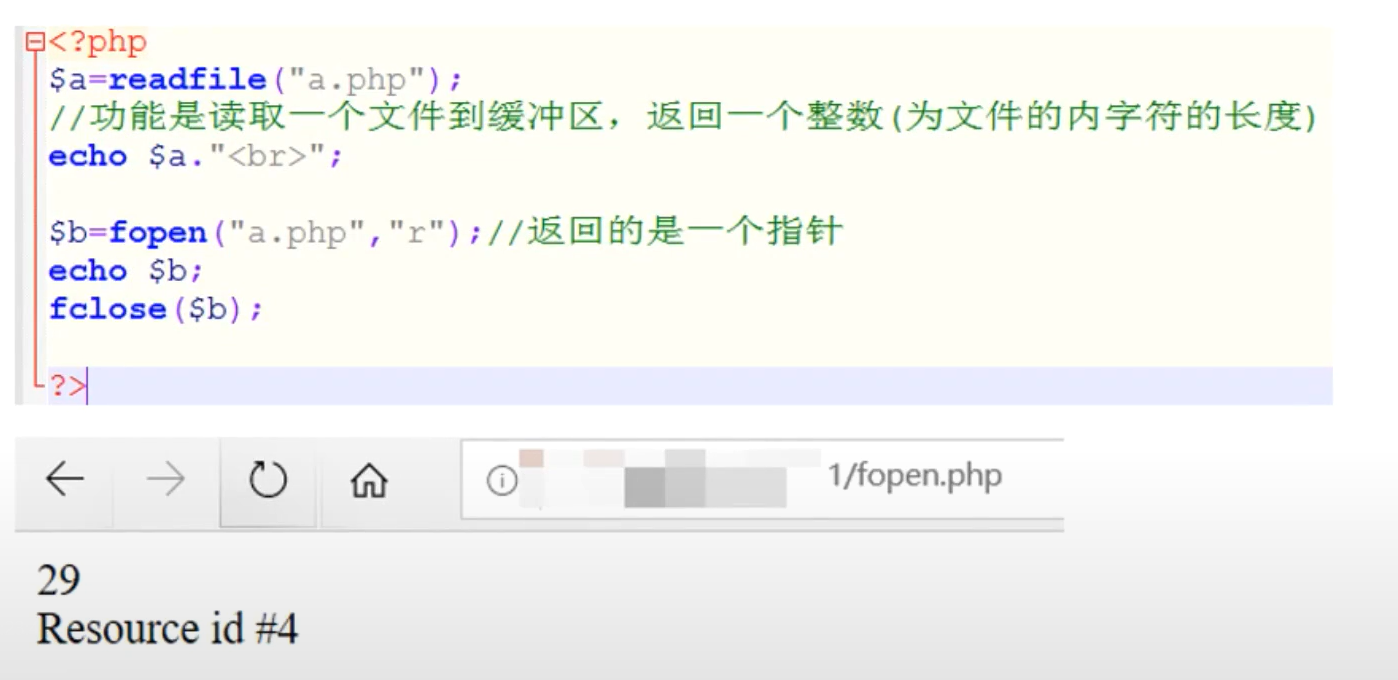 <?php
$a=readfile("a.php");
//功能是读取一个文件到缓冲区，返回一个整数(为文件的内字符的长度)
echo $a."<br>";
$b=fopen("a.php","r");//返回的是一个指针
echo $b;
fclose($b);
?>
1/fopen.php
29
Resource id #4